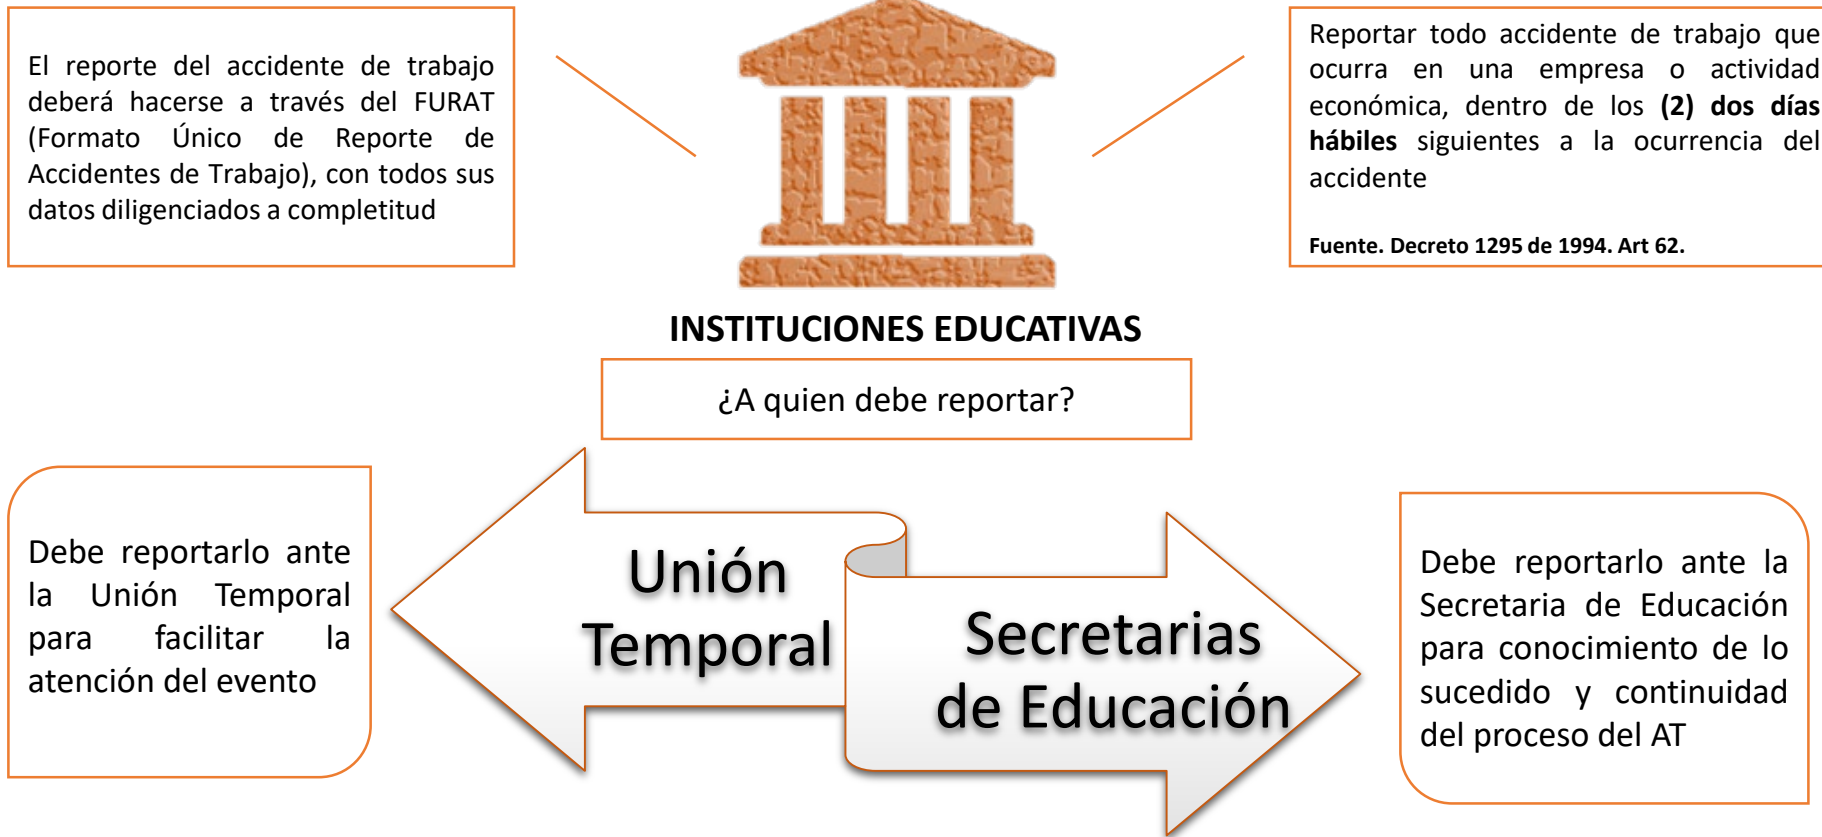 El reporte del accidente de trabajo
deberá hacerse a través del FURAT
(Formato Único de Reporte de
Accidentes de Trabajo), con todos sus
datos diligenciados a completitud
Reportar todo accidente de trabajo que
ocurra en una empresa o actividad
económica, dentro de los (2) dos días
hábiles siguientes a la ocurrencia del
accidente
Fuente. Decreto 1295 de 1994. Art 62.
INSTITUCIONES EDUCATIVAS
¿A quien debe reportar?
Debe reportarlo ante
la Unión Temporal
para facilitar la
atención del evento
Unión
Temporal
Secretarias
de Educación
Debe reportarlo ante la
Secretaria de Educación
para conocimiento de lo
sucedido y continuidad
del proceso del AT